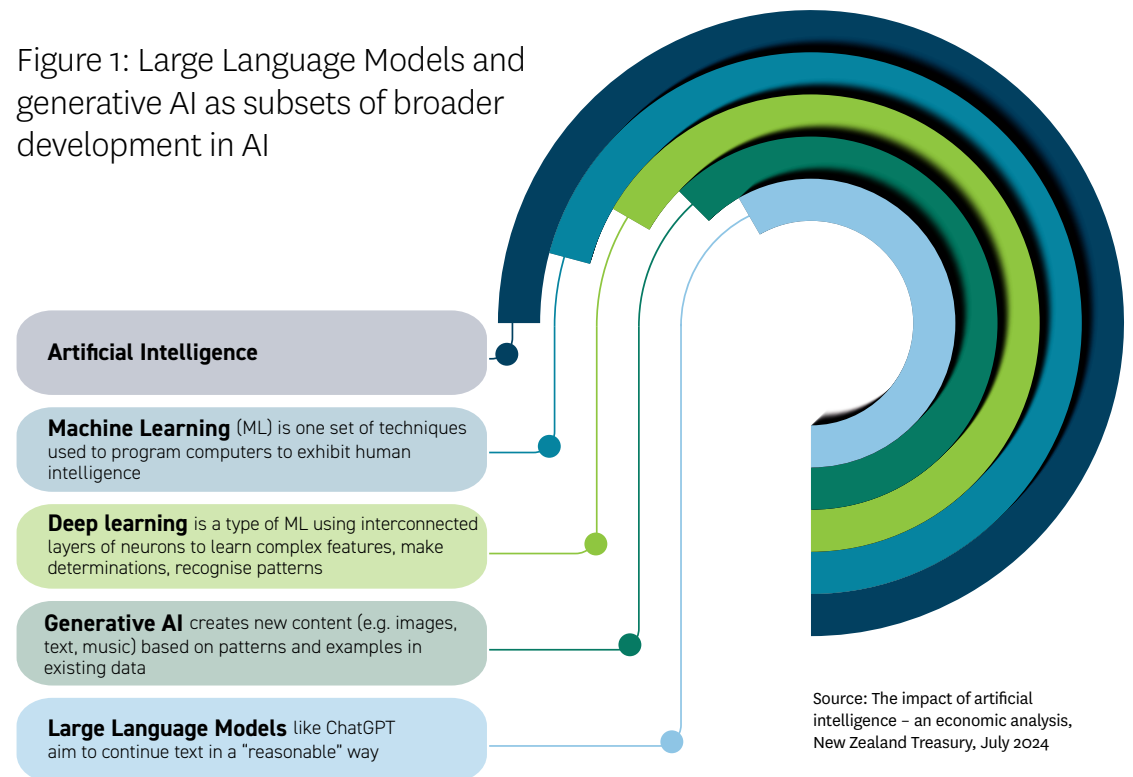 Figure 1: Large Language Models and
generative AI as subsets of broader
development in AI
Artificial Intelligence
Machine Learning (ML) is one set of techniques
used to program computers to exhibit human
intelligence
Deep learning is a type of ML using interconnected
layers of neurons to learn complex features, make
determinations, recognise patterns
Generative AI creates new content (e.g. images,
text, music) based on patterns and examples in
existing data
Large Language Models like ChatGPT
aim to continue text in a “reasonable” way
Source: The impact of artificial
intelligence – an economic analysis,
New Zealand Treasury, July 2024